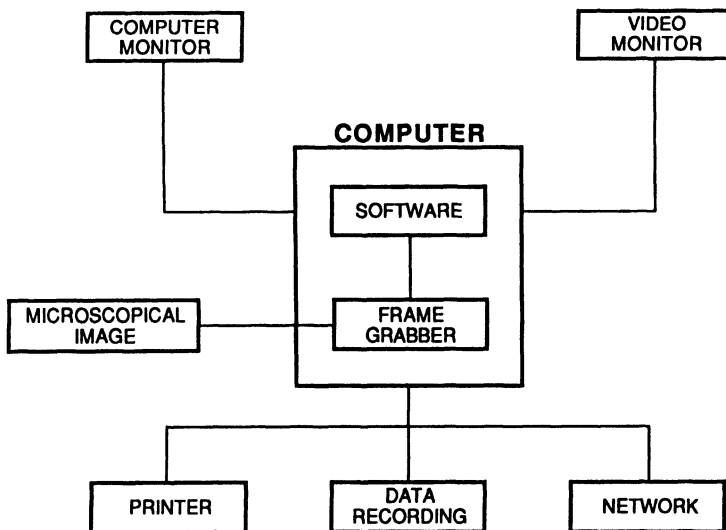 COMPUTER
MONITOR
VIDEO
MONITOR
COMPUTER
SOFTWARE
MICROSCOPICAL
IMAGE
FRAME
GRABBER
PRINTER
DATA
RECORDING
NETWORK